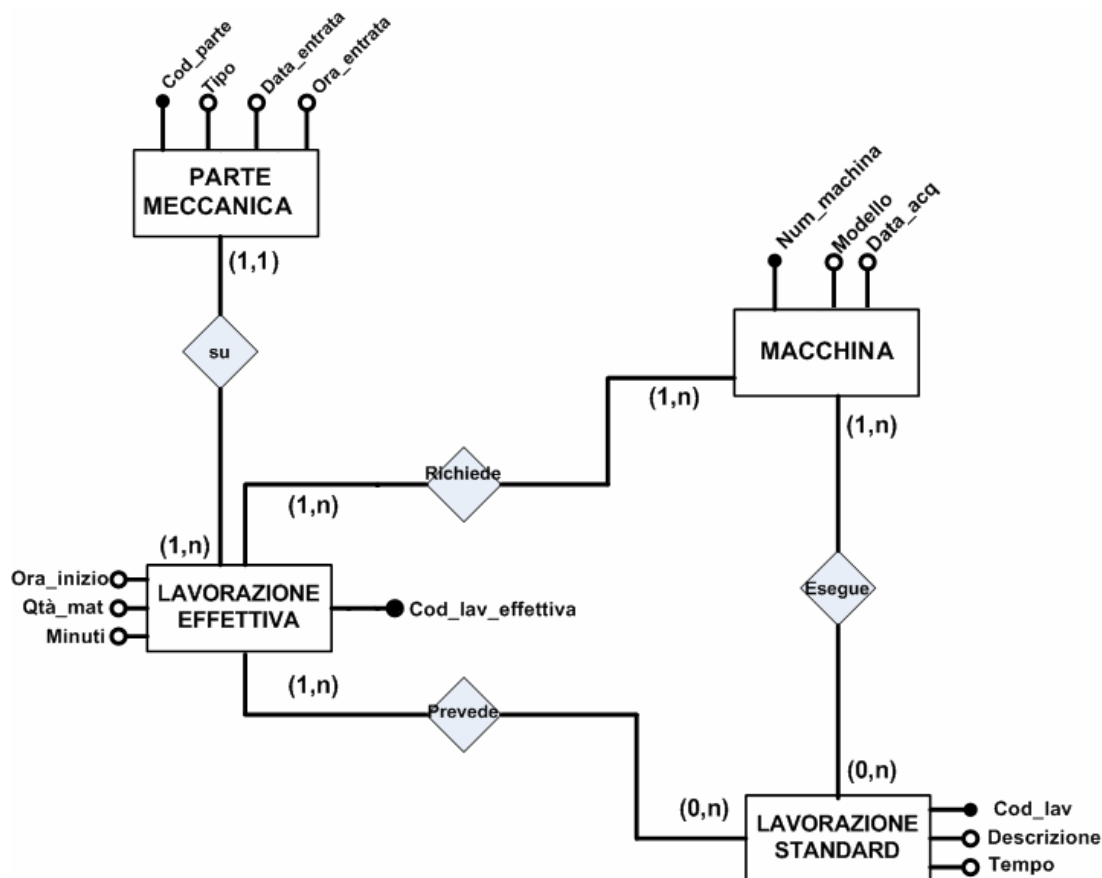 Cod_parte
Tipo
Data_entrata
Ora_entrata
PARTE
MECCANICA
(1,1)
su
Num_machina
Modello
Data_acq
MACCHINA
(1,n)
(1,n)
Richiede
(1,n)
(1,n)
Ora_inizio
Qtà_mat
Minuti
LAVORAZIONE
EFFETTIVA
Cod_lav_effettiva
Esegue
(1,n)
Prevede
(0,n)
(0,n)
LAVORAZIONE
STANDARD
Cod_lav
Descrizione
Tempo